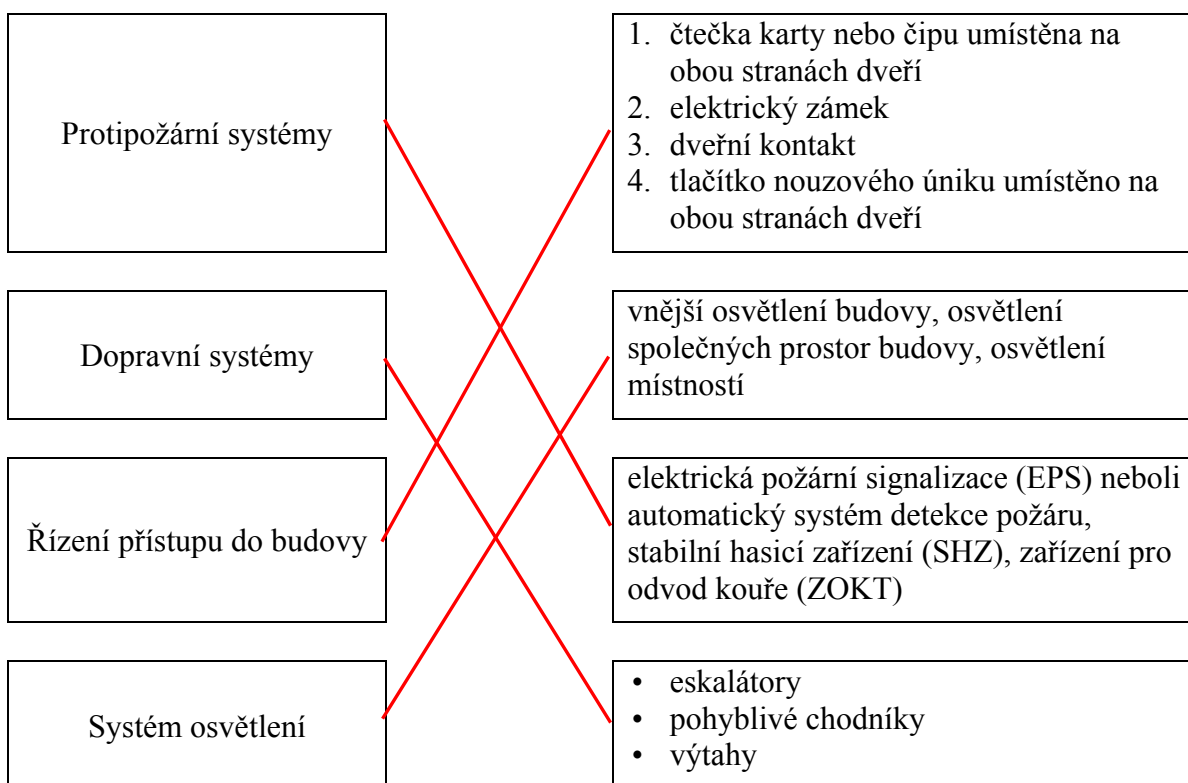 Protipožární systémy
1. čtečka karty nebo čipu umístěna na
obou stranách dveří
2. elektrický zámek
3. dveřní kontakt
4. tlačítko nouzového úniku umístěno na
obou stranách dveří
Dopravní systémy
vnější osvětlení budovy, osvětlení
společných prostor budovy, osvětlení
místností
Řízení přístupu do budovy
elektrická požární signalizace (EPS) neboli
automatický systém detekce požáru,
stabilní hasicí zařízení (SHZ), zařízení pro
odvod kouře (ZOKT)
Systém osvětlení
• eskalátory
• pohyblivé chodníky
• výtahy